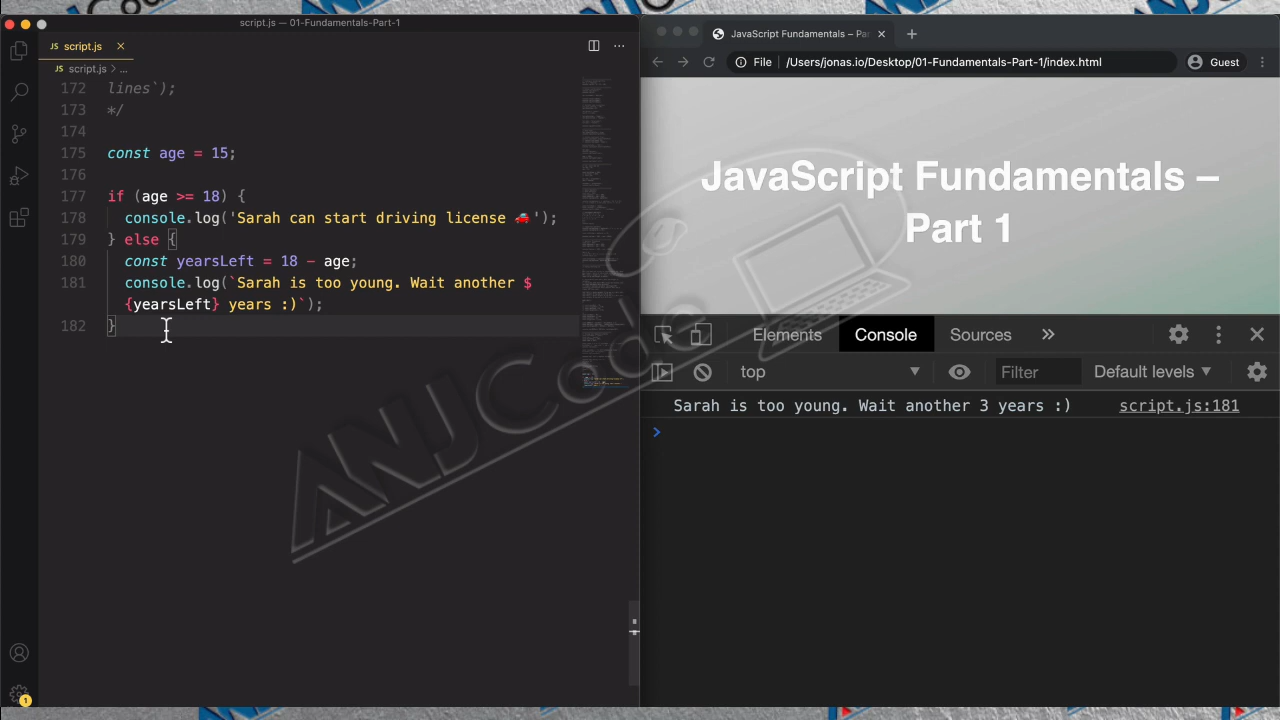 script.js — 01-Fundamentals-Part-1
JS script.js ×
JS script.js > ...
172 lines`);
173 */
174
175 const age = 15;
176
177 if (age >= 18) {
178 console.log('Sarah can start driving license 🚗');
179 } else {
180 const yearsLeft = 18 - age;
181 console.log(`Sarah is too young. Wait another $
{yearsLeft} years :)`);
182 }
1
JavaScript Fundamentals – Par
File /Users/jonas.io/Desktop/01-Fundamentals-Part-1/index.html Guest
JavaScript Fundamentals –
Part 1
Elements Console Sources »
top Filter Default levels ▼
Sarah is too young. Wait another 3 years :) script.js:181
>